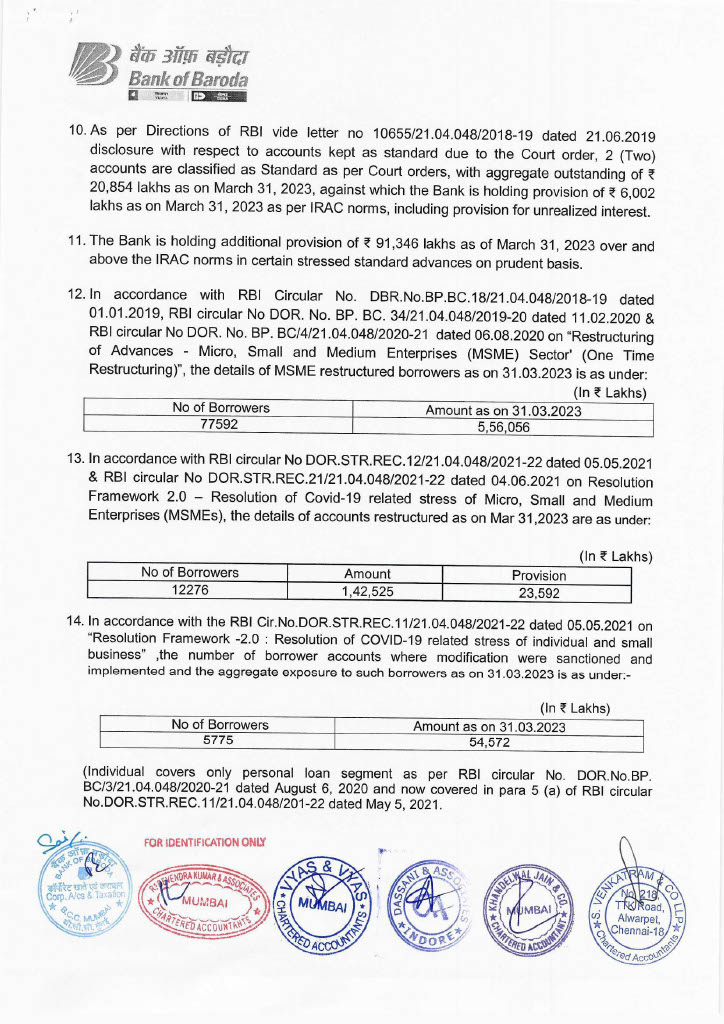 बैंक ऑफ़ बड़ौदा
Bank of Baroda
10. As per Directions of RBI vide letter no 10655/21.04.048/2018-19 dated 21.06.2019
disclosure with respect to accounts kept as standard due to the Court order, 2 (Two)
accounts are classified as Standard as per Court orders, with aggregate outstanding of ₹
20,854 lakhs as on March 31, 2023, against which the Bank is holding provision of ₹ 6,002
lakhs as on March 31, 2023 as per IRAC norms, including provision for unrealized interest.
11. The Bank is holding additional provision of ₹ 91,346 lakhs as of March 31, 2023 over and
above the IRAC norms in certain stressed standard advances on prudent basis.
12. In accordance with RBI Circular No. DBR.No.BP.BC.18/21.04.048/2018-19 dated
01.01.2019, RBI circular No DOR. No. BP. BC. 34/21.04.048/2019-20 dated 11.02.2020 &
RBI circular No DOR. No. BP. BC/4/21.04.048/2020-21 dated 06.08.2020 on “Restructuring
of Advances - Micro, Small and Medium Enterprises (MSME) Sector' (One Time
Restructuring)”, the details of MSME restructured borrowers as on 31.03.2023 is as under:
(In ₹ Lakhs)
No of Borrowers Amount as on 31.03.2023
77592 5,56,056
13. In accordance with RBI circular No DOR.STR.REC.12/21.04.048/2021-22 dated 05.05.2021
& RBI circular No DOR.STR.REC.21/21.04.048/2021-22 dated 04.06.2021 on Resolution
Framework 2.0 – Resolution of Covid-19 related stress of Micro, Small and Medium
Enterprises (MSMEs), the details of accounts restructured as on Mar 31,2023 are as under:
(In ₹ Lakhs)
No of Borrowers Amount Provision
12276 1,42,525 23,592
14. In accordance with the RBI Cir.No.DOR.STR.REC.11/21.04.048/2021-22 dated 05.05.2021 on
“Resolution Framework -2.0 : Resolution of COVID-19 related stress of individual and small
business” ,the number of borrower accounts where modification were sanctioned and
implemented and the aggregate exposure to such borrowers as on 31.03.2023 is as under:-
(In ₹ Lakhs)
No of Borrowers Amount as on 31.03.2023
5775 54,572
(Individual covers only personal loan segment as per RBI circular No. DOR.No.BP.
BC/3/21.04.048/2020-21 dated August 6, 2020 and now covered in para 5 (a) of RBI circular
No.DOR.STR.REC.11/21.04.048/201-22 dated May 5, 2021.
FOR IDENTIFICATION ONLY
बैंक ऑफ़ बड़ौदा
BANK OF BARODA
Corp. A/cs & Taxation
B.C.C. MUMBAI
KUMAR & ASSOCIATES
MUMBAI
CHARTERED ACCOUNTANTS
VYAS & VYAS
MUMBAI
CHARTERED ACCOUNTANTS
DASSANI & ASSOCIATES
CA
INDORE
KHANDELWAL JAIN & CO.
MUMBAI
CHARTERED ACCOUNTANTS
S. VENKATRAM & CO LLP
No. 218
TTK Road,
Alwarpet,
Chennai-18
Chartered Accountants